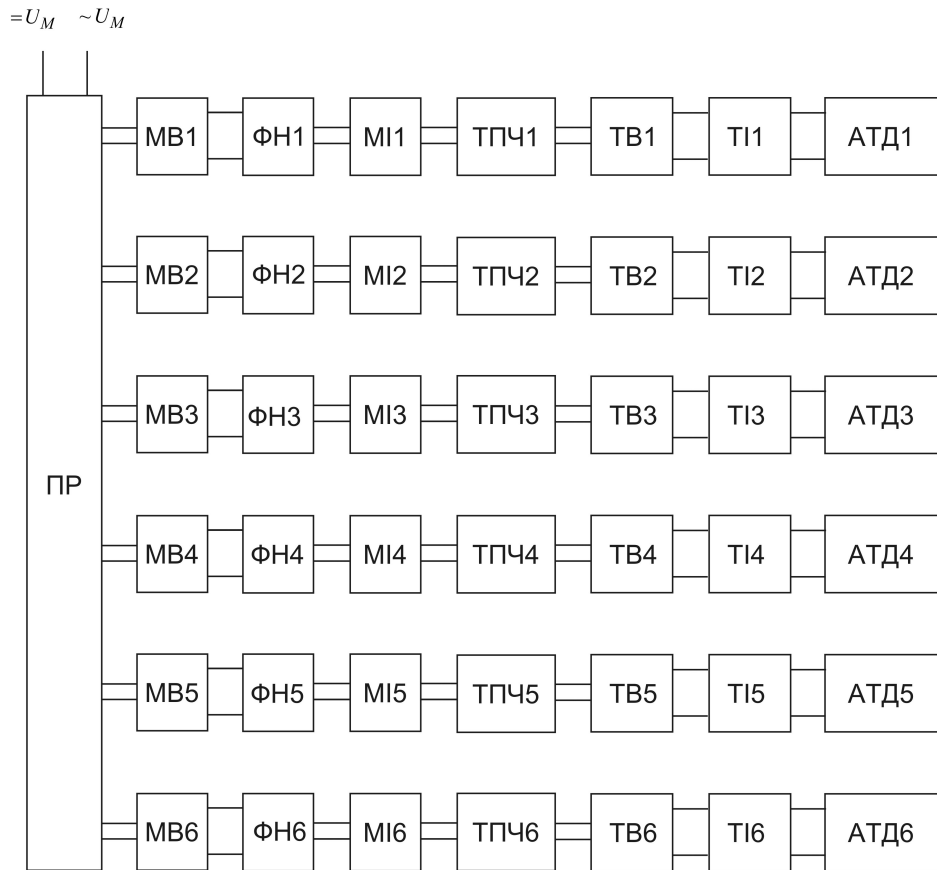 =U_M ~U_M
МВ1 ФН1 МІ1 ТПЧ1 ТВ1 ТІ1 АТД1
МВ2 ФН2 МІ2 ТПЧ2 ТВ2 ТІ2 АТД2
МВ3 ФН3 МІ3 ТПЧ3 ТВ3 ТІ3 АТД3
ПР
МВ4 ФН4 МІ4 ТПЧ4 ТВ4 ТІ4 АТД4
МВ5 ФН5 МІ5 ТПЧ5 ТВ5 ТІ5 АТД5
МВ6 ФН6 МІ6 ТПЧ6 ТВ6 ТІ6 АТД6